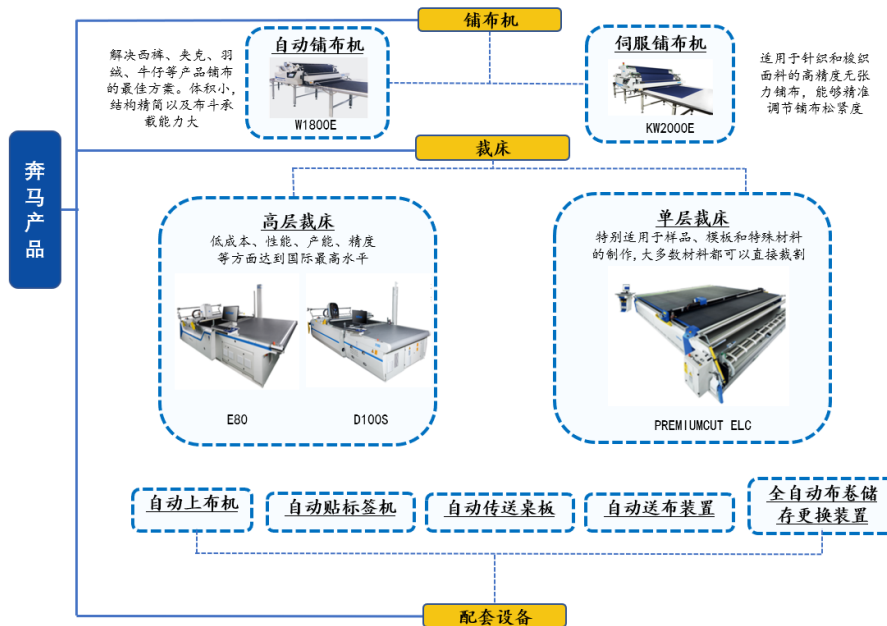 铺布机
解决西裤、夹克、羽
绒、牛仔等产品铺布
的最佳方案。体积小,
结构精简以及布斗承
载能力大
自动铺布机
W1800E
伺服铺布机
KW2000E
适用于针织和梭织
面料的高精度无张
力铺布，能够精准
调节铺布松紧度
奔马产品
裁床
高层裁床
低成本、性能、产能、精度
等方面达到国际最高水平
E80
D100S
单层裁床
特别适用于样品、模板和特殊材料
的制作,大多数材料都可以直接裁割
PREMIUMCUT ELC
自动上布机
自动贴标签机
自动传送桌板
自动送布装置
全自动布卷储
存更换装置
配套设备